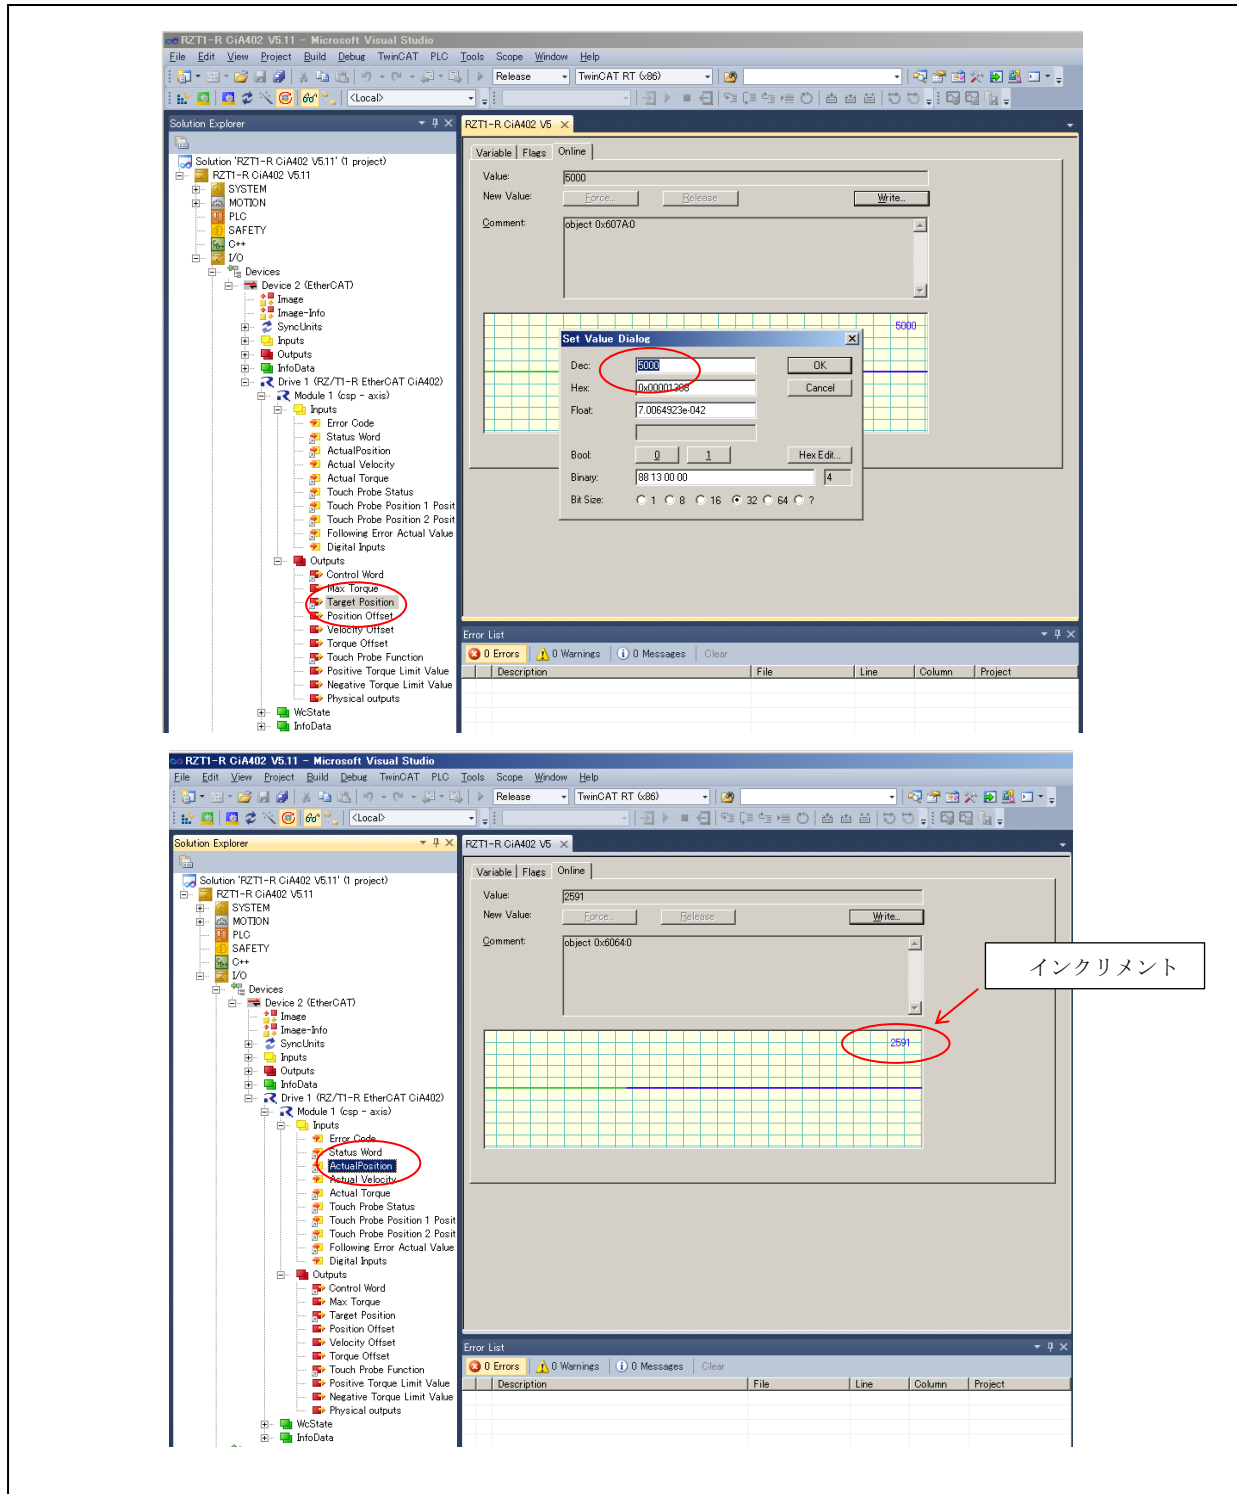 RZT1-R CiA402 V5.11 - Microsoft Visual Studio
File Edit View Project Build Debug TwinCAT PLC Tools Scope Window Help
Release TwinCAT RT (x86)
<Local>
Solution Explorer
RZT1-R CiA402 V5
Solution 'RZT1-R CiA402 V5.11' (1 project)
RZT1-R CiA402 V5.11
SYSTEM
MOTION
PLC
SAFETY
C++
I/O
Devices
Device 2 (EtherCAT)
Image
Image-Info
SyncUnits
Inputs
Outputs
InfoData
Drive 1 (RZ/T1-R EtherCAT CiA402)
Module 1 (csp - axis)
Inputs
Error Code
Status Word
ActualPosition
Actual Velocity
Actual Torque
Touch Probe Status
Touch Probe Position 1 Posit
Touch Probe Position 2 Posit
Following Error Actual Value
Digital Inputs
Outputs
Control Word
Max Torque
Target Position
Position Offset
Velocity Offset
Torque Offset
Touch Probe Function
Positive Torque Limit Value
Negative Torque Limit Value
Physical outputs
WcState
InfoData
Variable Flags Online
Value: 5000
New Value: Force... Release Write...
Comment: object 0x607A:0
5000
Set Value Dialog
Dec: 5000 OK
Hex: 0x00001388 Cancel
Float: 7.0064923e-042
Bool: 0 1 Hex Edit...
Binary: 88 13 00 00 4
Bit Size: 1 8 16 32 64 ?
Error List
0 Errors 0 Warnings 0 Messages Clear
Description File Line Column Project
RZT1-R CiA402 V5.11 - Microsoft Visual Studio
File Edit View Project Build Debug TwinCAT PLC Tools Scope Window Help
Release TwinCAT RT (x86)
<Local>
Solution Explorer
RZT1-R CiA402 V5
Solution 'RZT1-R CiA402 V5.11' (1 project)
RZT1-R CiA402 V5.11
SYSTEM
MOTION
PLC
SAFETY
C++
I/O
Devices
Device 2 (EtherCAT)
Image
Image-Info
SyncUnits
Inputs
Outputs
InfoData
Drive 1 (RZ/T1-R EtherCAT CiA402)
Module 1 (csp - axis)
Inputs
Error Code
Status Word
ActualPosition
Actual Velocity
Actual Torque
Touch Probe Status
Touch Probe Position 1 Posit
Touch Probe Position 2 Posit
Following Error Actual Value
Digital Inputs
Outputs
Control Word
Max Torque
Target Position
Position Offset
Velocity Offset
Torque Offset
Touch Probe Function
Positive Torque Limit Value
Negative Torque Limit Value
Physical outputs
WcState
InfoData
Variable Flags Online
Value: 2591
New Value: Force... Release Write...
Comment: object 0x6064:0
インクリメント
2591
Error List
0 Errors 0 Warnings 0 Messages Clear
Description File Line Column Project